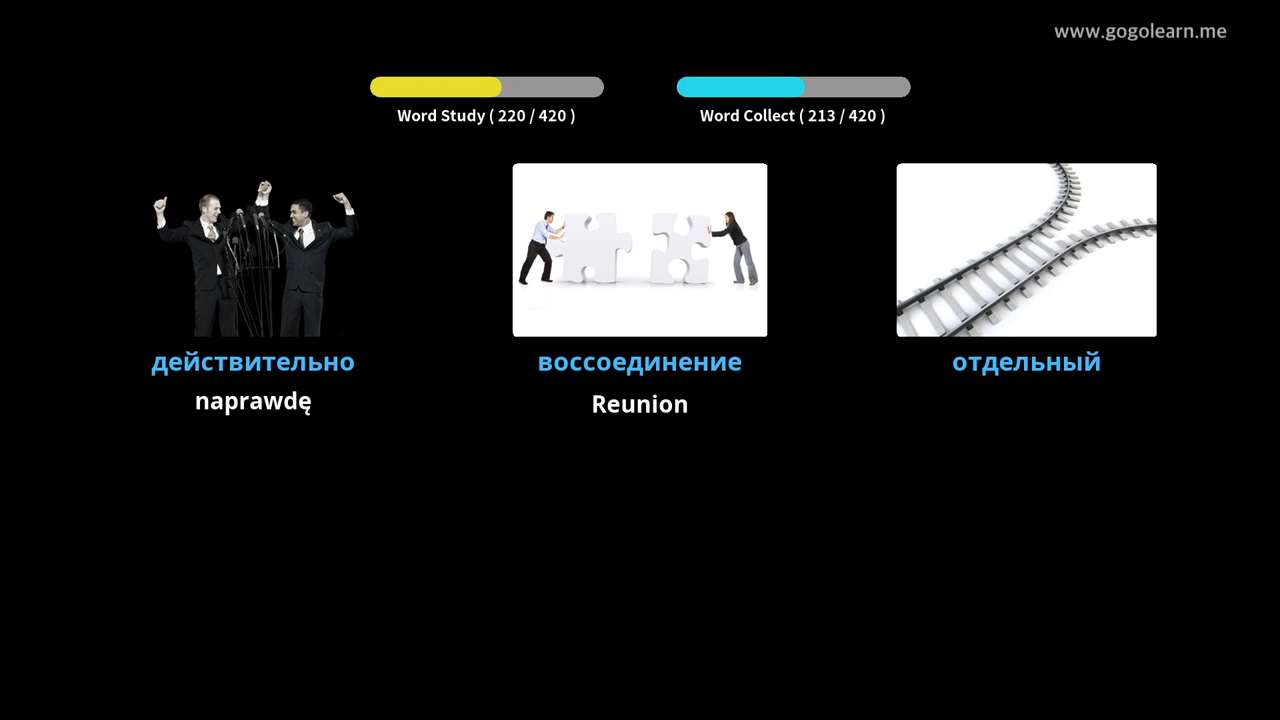 www.gogolearn.me
Word Study ( 220 / 420 )
Word Collect ( 213 / 420 )
действительно
naprawdę
воссоединение
Reunion
отдельный